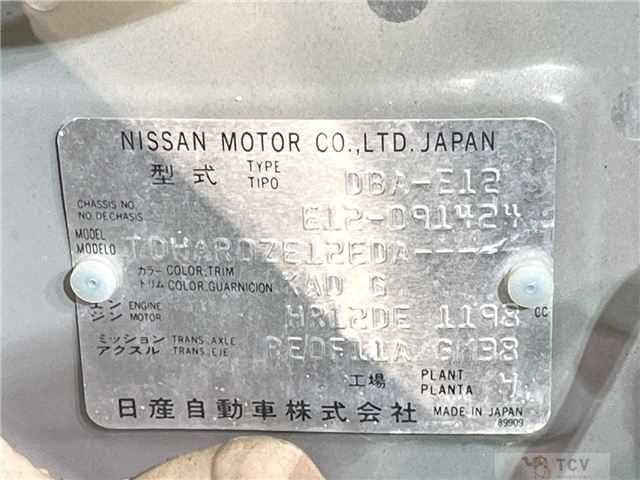 NISSAN MOTOR CO.,LTD. JAPAN
型式 TYPE TIPO DBA-E12
CHASSIS NO. NO.DECHASIS E12-091424
MODEL MODELO
カラー COLOR,TRIM
トリム COLOR,GUARNICION KAD G
エンジン ENGINE MOTOR HR12DE 1198 CC
ミッション TRANS.AXLE
アクスル TRANS.EJE RE0F11A GM38
工場 PLANT PLANTA 4
日産自動車株式会社 MADE IN JAPAN
89909
TCV